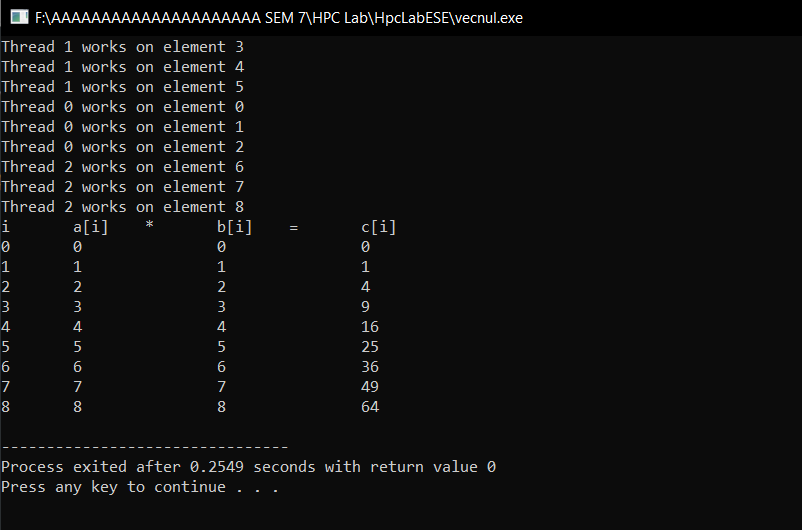 F:\AAAAAAAAAAAAAAAAAAAAA SEM 7\HPC Lab\HpcLabESE\vecnul.exe
Thread 1 works on element 3
Thread 1 works on element 4
Thread 1 works on element 5
Thread 0 works on element 0
Thread 0 works on element 1
Thread 0 works on element 2
Thread 2 works on element 6
Thread 2 works on element 7
Thread 2 works on element 8
i	a[i]	*	b[i]	=	c[i]
0	0		0		0
1	1		1		1
2	2		2		4
3	3		3		9
4	4		4		16
5	5		5		25
6	6		6		36
7	7		7		49
8	8		8		64
--------------------------------
Process exited after 0.2549 seconds with return value 0
Press any key to continue . . .